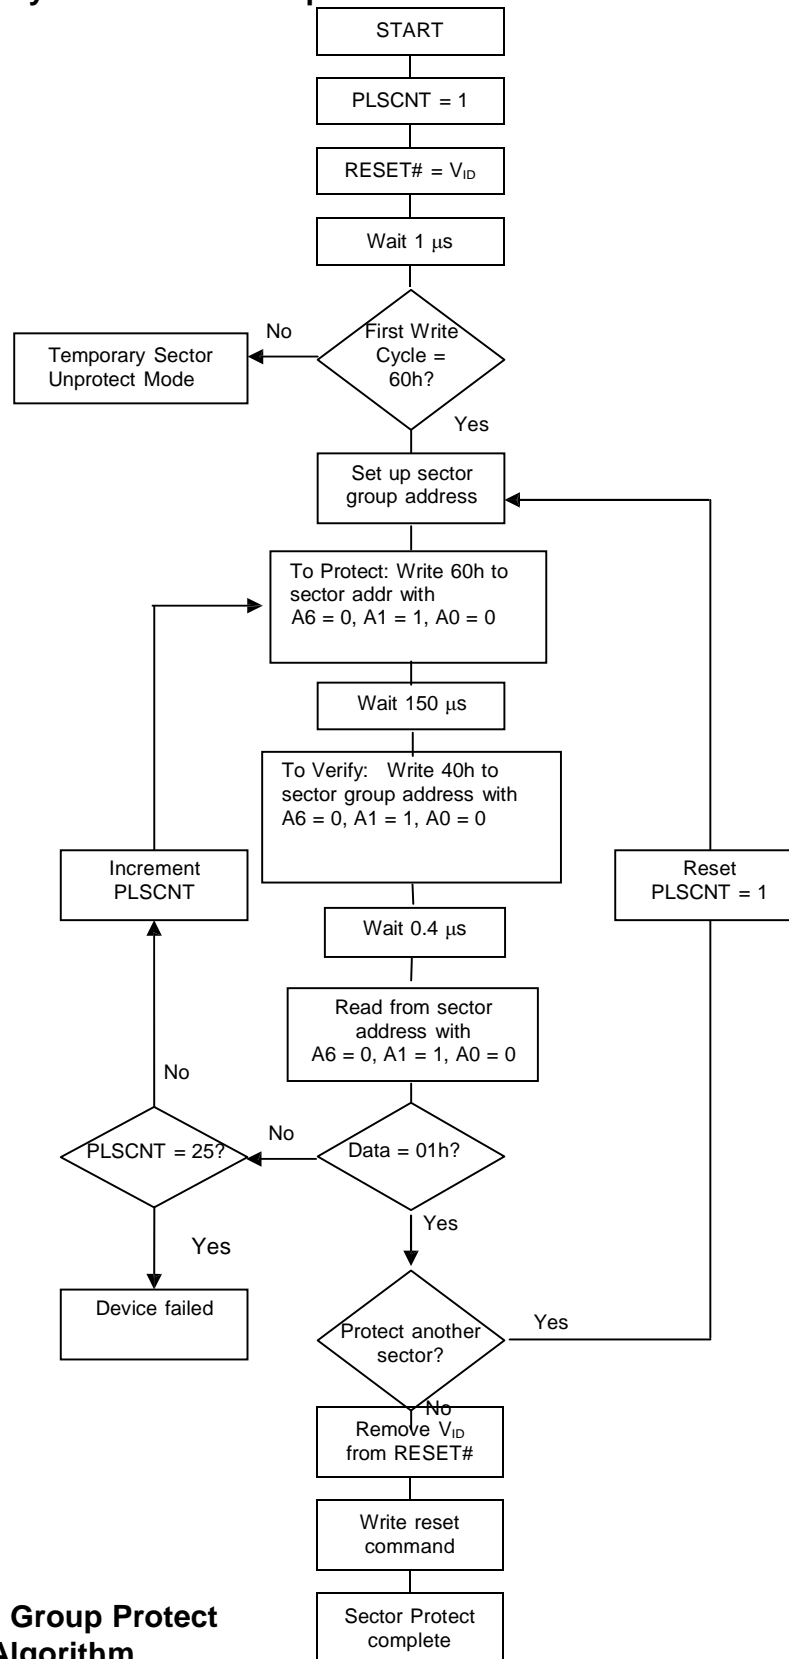 START
PLSCNT = 1
RESET# = VID
Wait 1 μs
First Write
Cycle =
60h?
No
Temporary Sector
Unprotect Mode
Yes
Set up sector
group address
To Protect: Write 60h to
sector addr with
A6 = 0, A1 = 1, A0 = 0
Wait 150 μs
To Verify: Write 40h to
sector group address with
A6 = 0, A1 = 1, A0 = 0
Increment
PLSCNT
Reset
PLSCNT = 1
Wait 0.4 μs
Read from sector
address with
A6 = 0, A1 = 1, A0 = 0
No
PLSCNT = 25?
No
Data = 01h?
Yes
Yes
Device failed
Protect another
sector?
Yes
No
Remove VID
from RESET#
Write reset
command
Sector Protect
complete
Group Protect
Algorithm